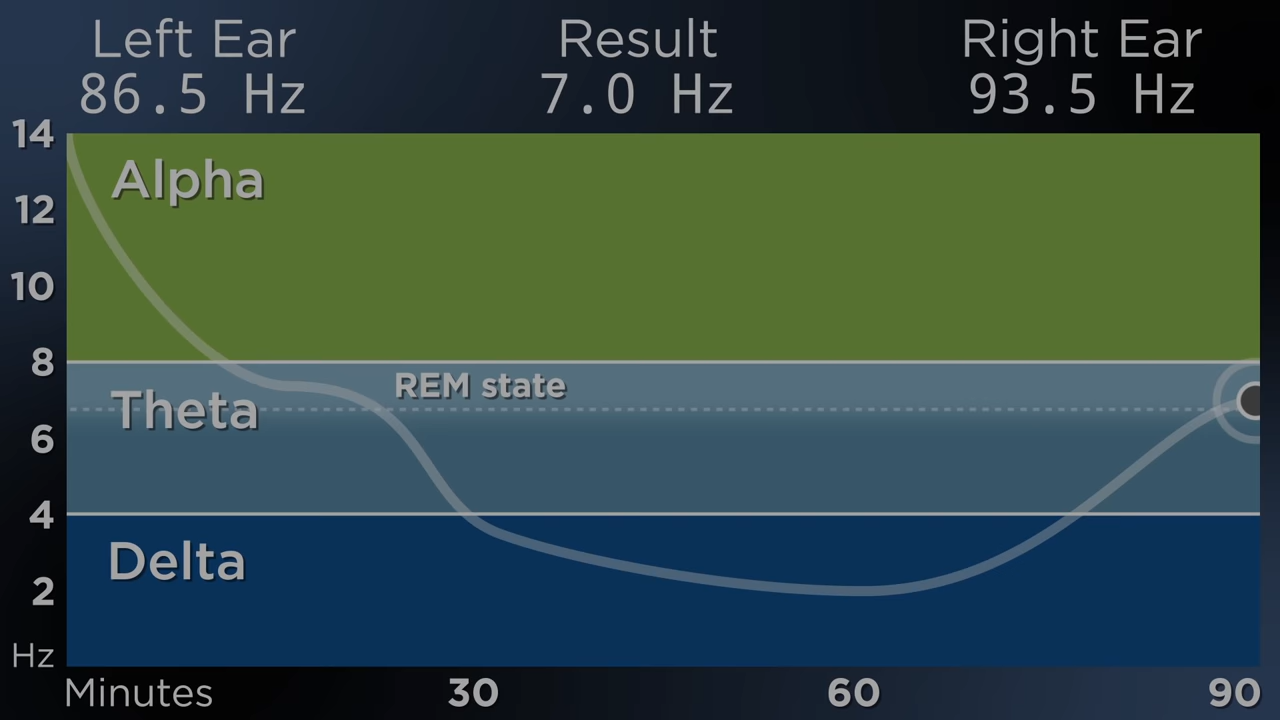 Left Ear Result Right Ear
86.5 Hz 7.0 Hz 93.5 Hz
14
Alpha
12
10
8
REM state
Theta
6
4
Delta
2
Hz
Minutes 30 60 90